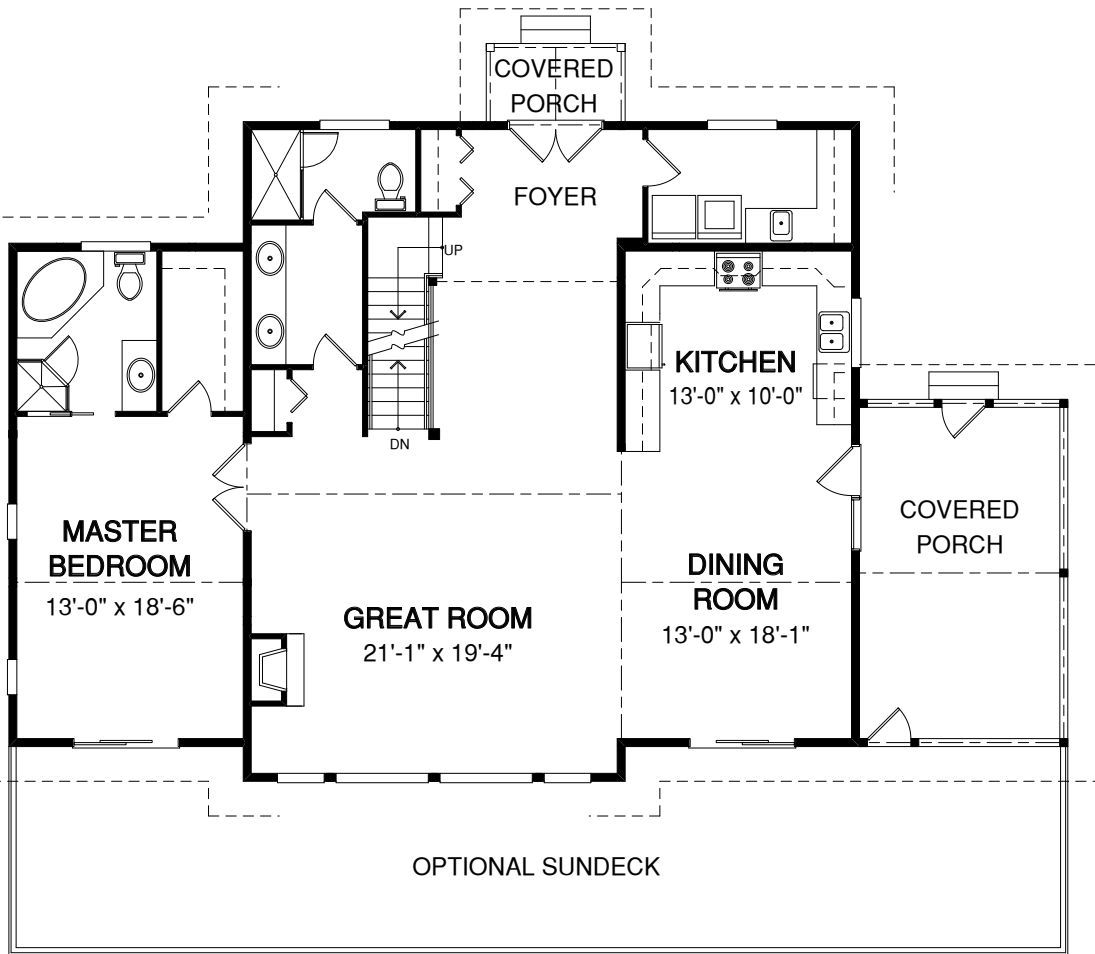 COVERED
PORCH
FOYER
UP
KITCHEN
13'-0" x 10'-0"
DN
COVERED
PORCH
MASTER
BEDROOM
13'-0" x 18'-6"
DINING
ROOM
13'-0" x 18'-1"
GREAT ROOM
21'-1" x 19'-4"
OPTIONAL SUNDECK